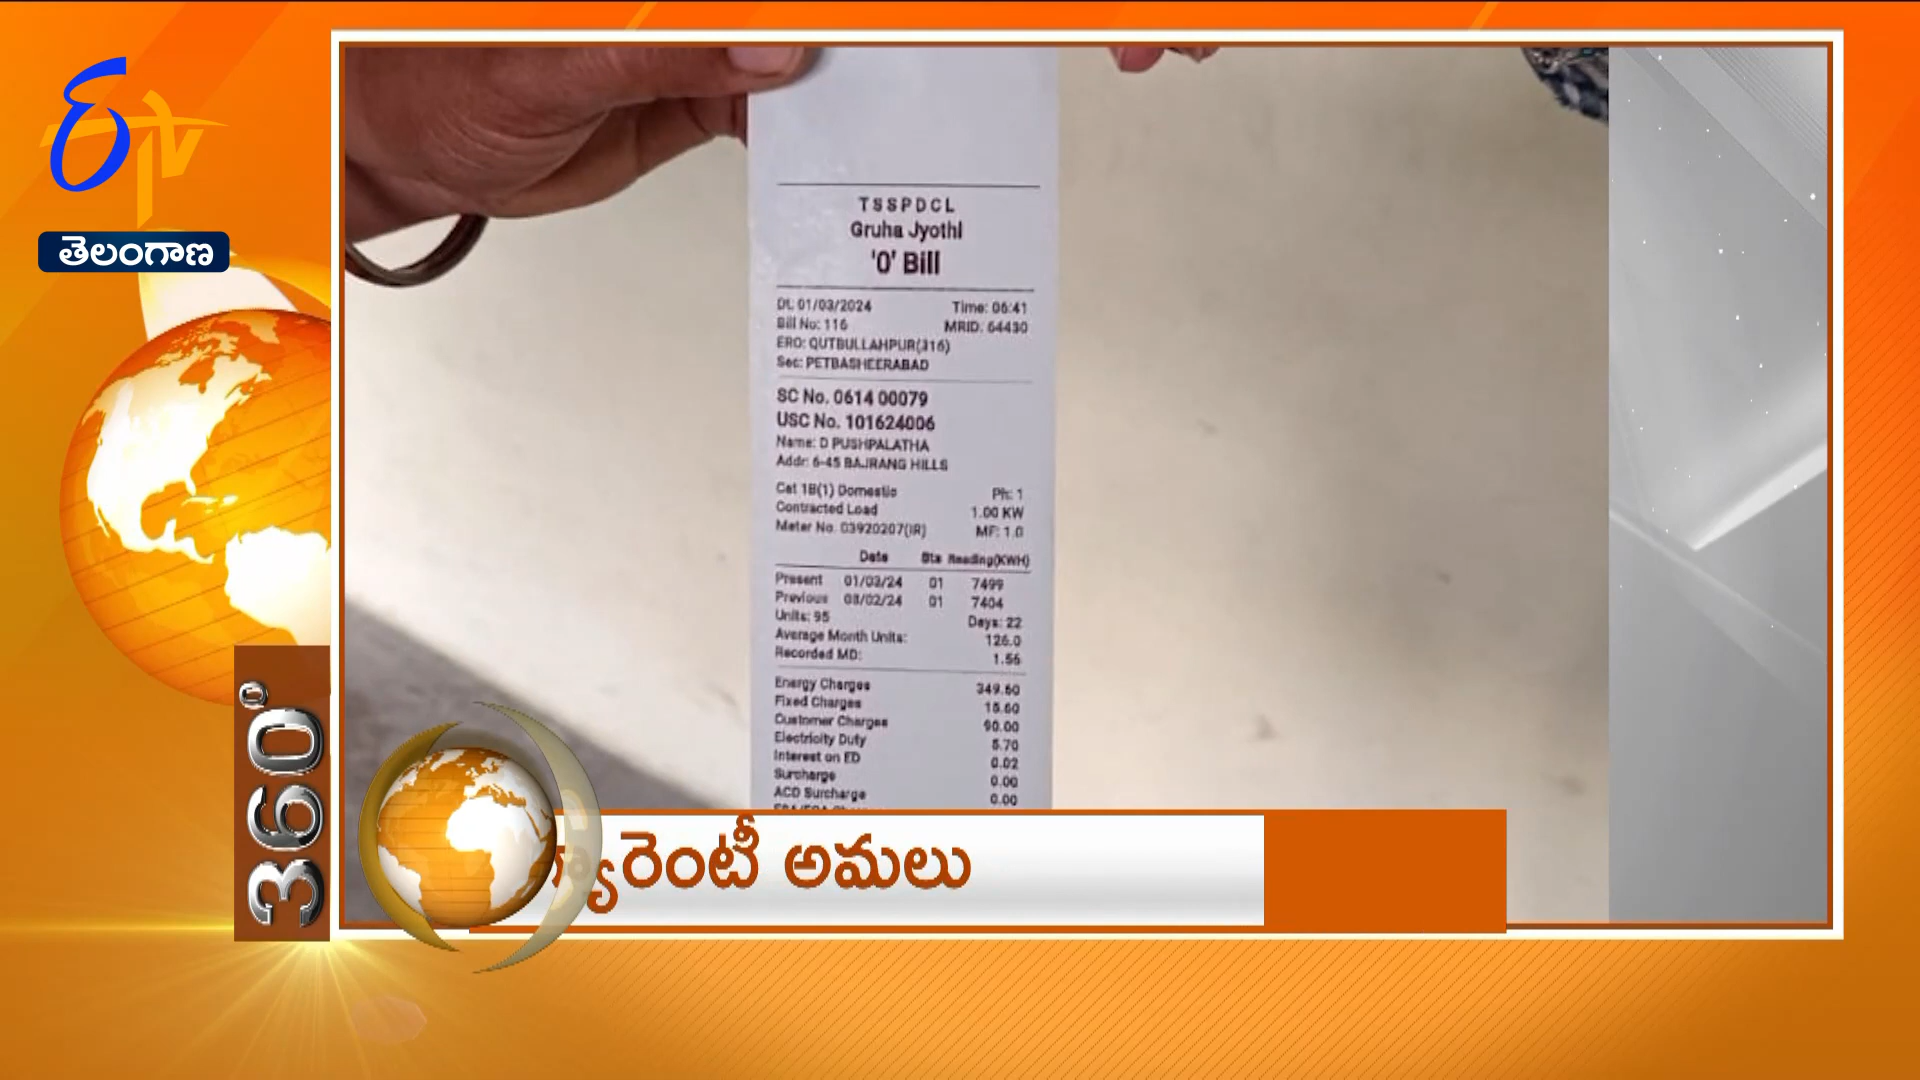 ETV
తెలంగాణ
TSSPDCL
Gruha Jyothi
'0' Bill
Dt. 01/03/2024 Time: 06:41
Bill No: 116 MRID: 64430
ERO: QUTBULLAHPUR(316)
Sec: PETBASHEERABAD
SC No. 0614 00079
USC No. 101624006
Name: D PUSHPALATHA
Addr: 6-45 BAJRANG HILLS
Cat 1B(1) Domestic Ph: 1
Contracted Load 1.00 KW
Meter No. 03920207(IR) MF: 1.0
Date Sts Reading(KWH)
Present 01/03/24 01 7499
Previous 08/02/24 01 7404
Units: 95 Days: 22
Average Month Units: 126.0
Recorded MD: 1.56
Energy Charges 349.60
Fixed Charges 15.60
Customer Charges 90.00
Electricity Duty 5.70
Interest on ED 0.02
Surcharge 0.00
ACD Surcharge 0.00
360°
గ్యారెంటీ అమలు